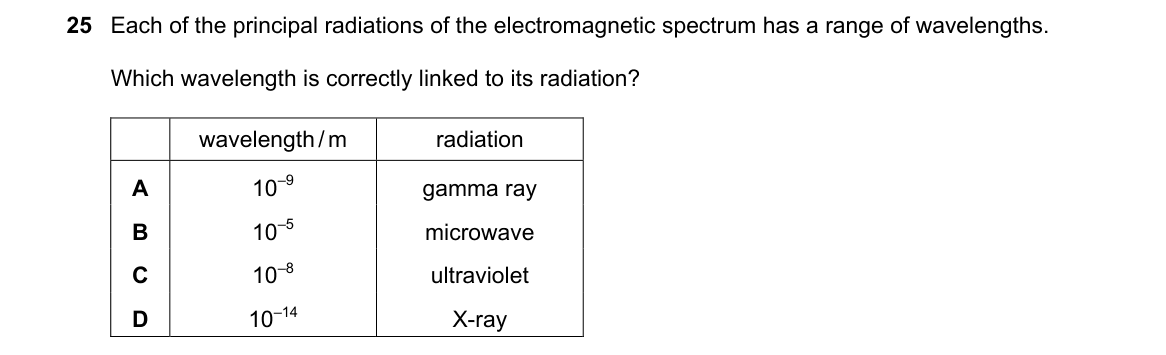 25 Each of the principal radiations of the electromagnetic spectrum has a range of wavelengths.
Which wavelength is correctly linked to its radiation?
wavelength / m radiation
A 10⁻⁹ gamma ray
B 10⁻⁵ microwave
C 10⁻⁸ ultraviolet
D 10⁻¹⁴ X-ray